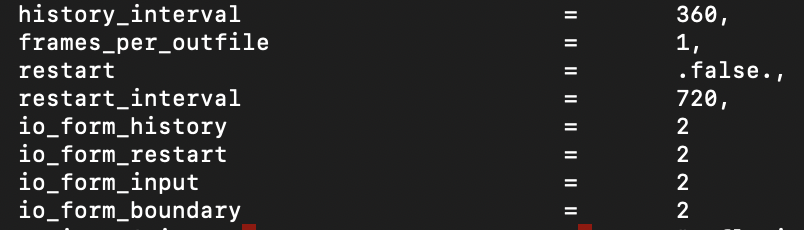 history_interval = 360,
frames_per_outfile = 1,
restart = .false.,
restart_interval = 720,
io_form_history = 2
io_form_restart = 2
io_form_input = 2
io_form_boundary = 2